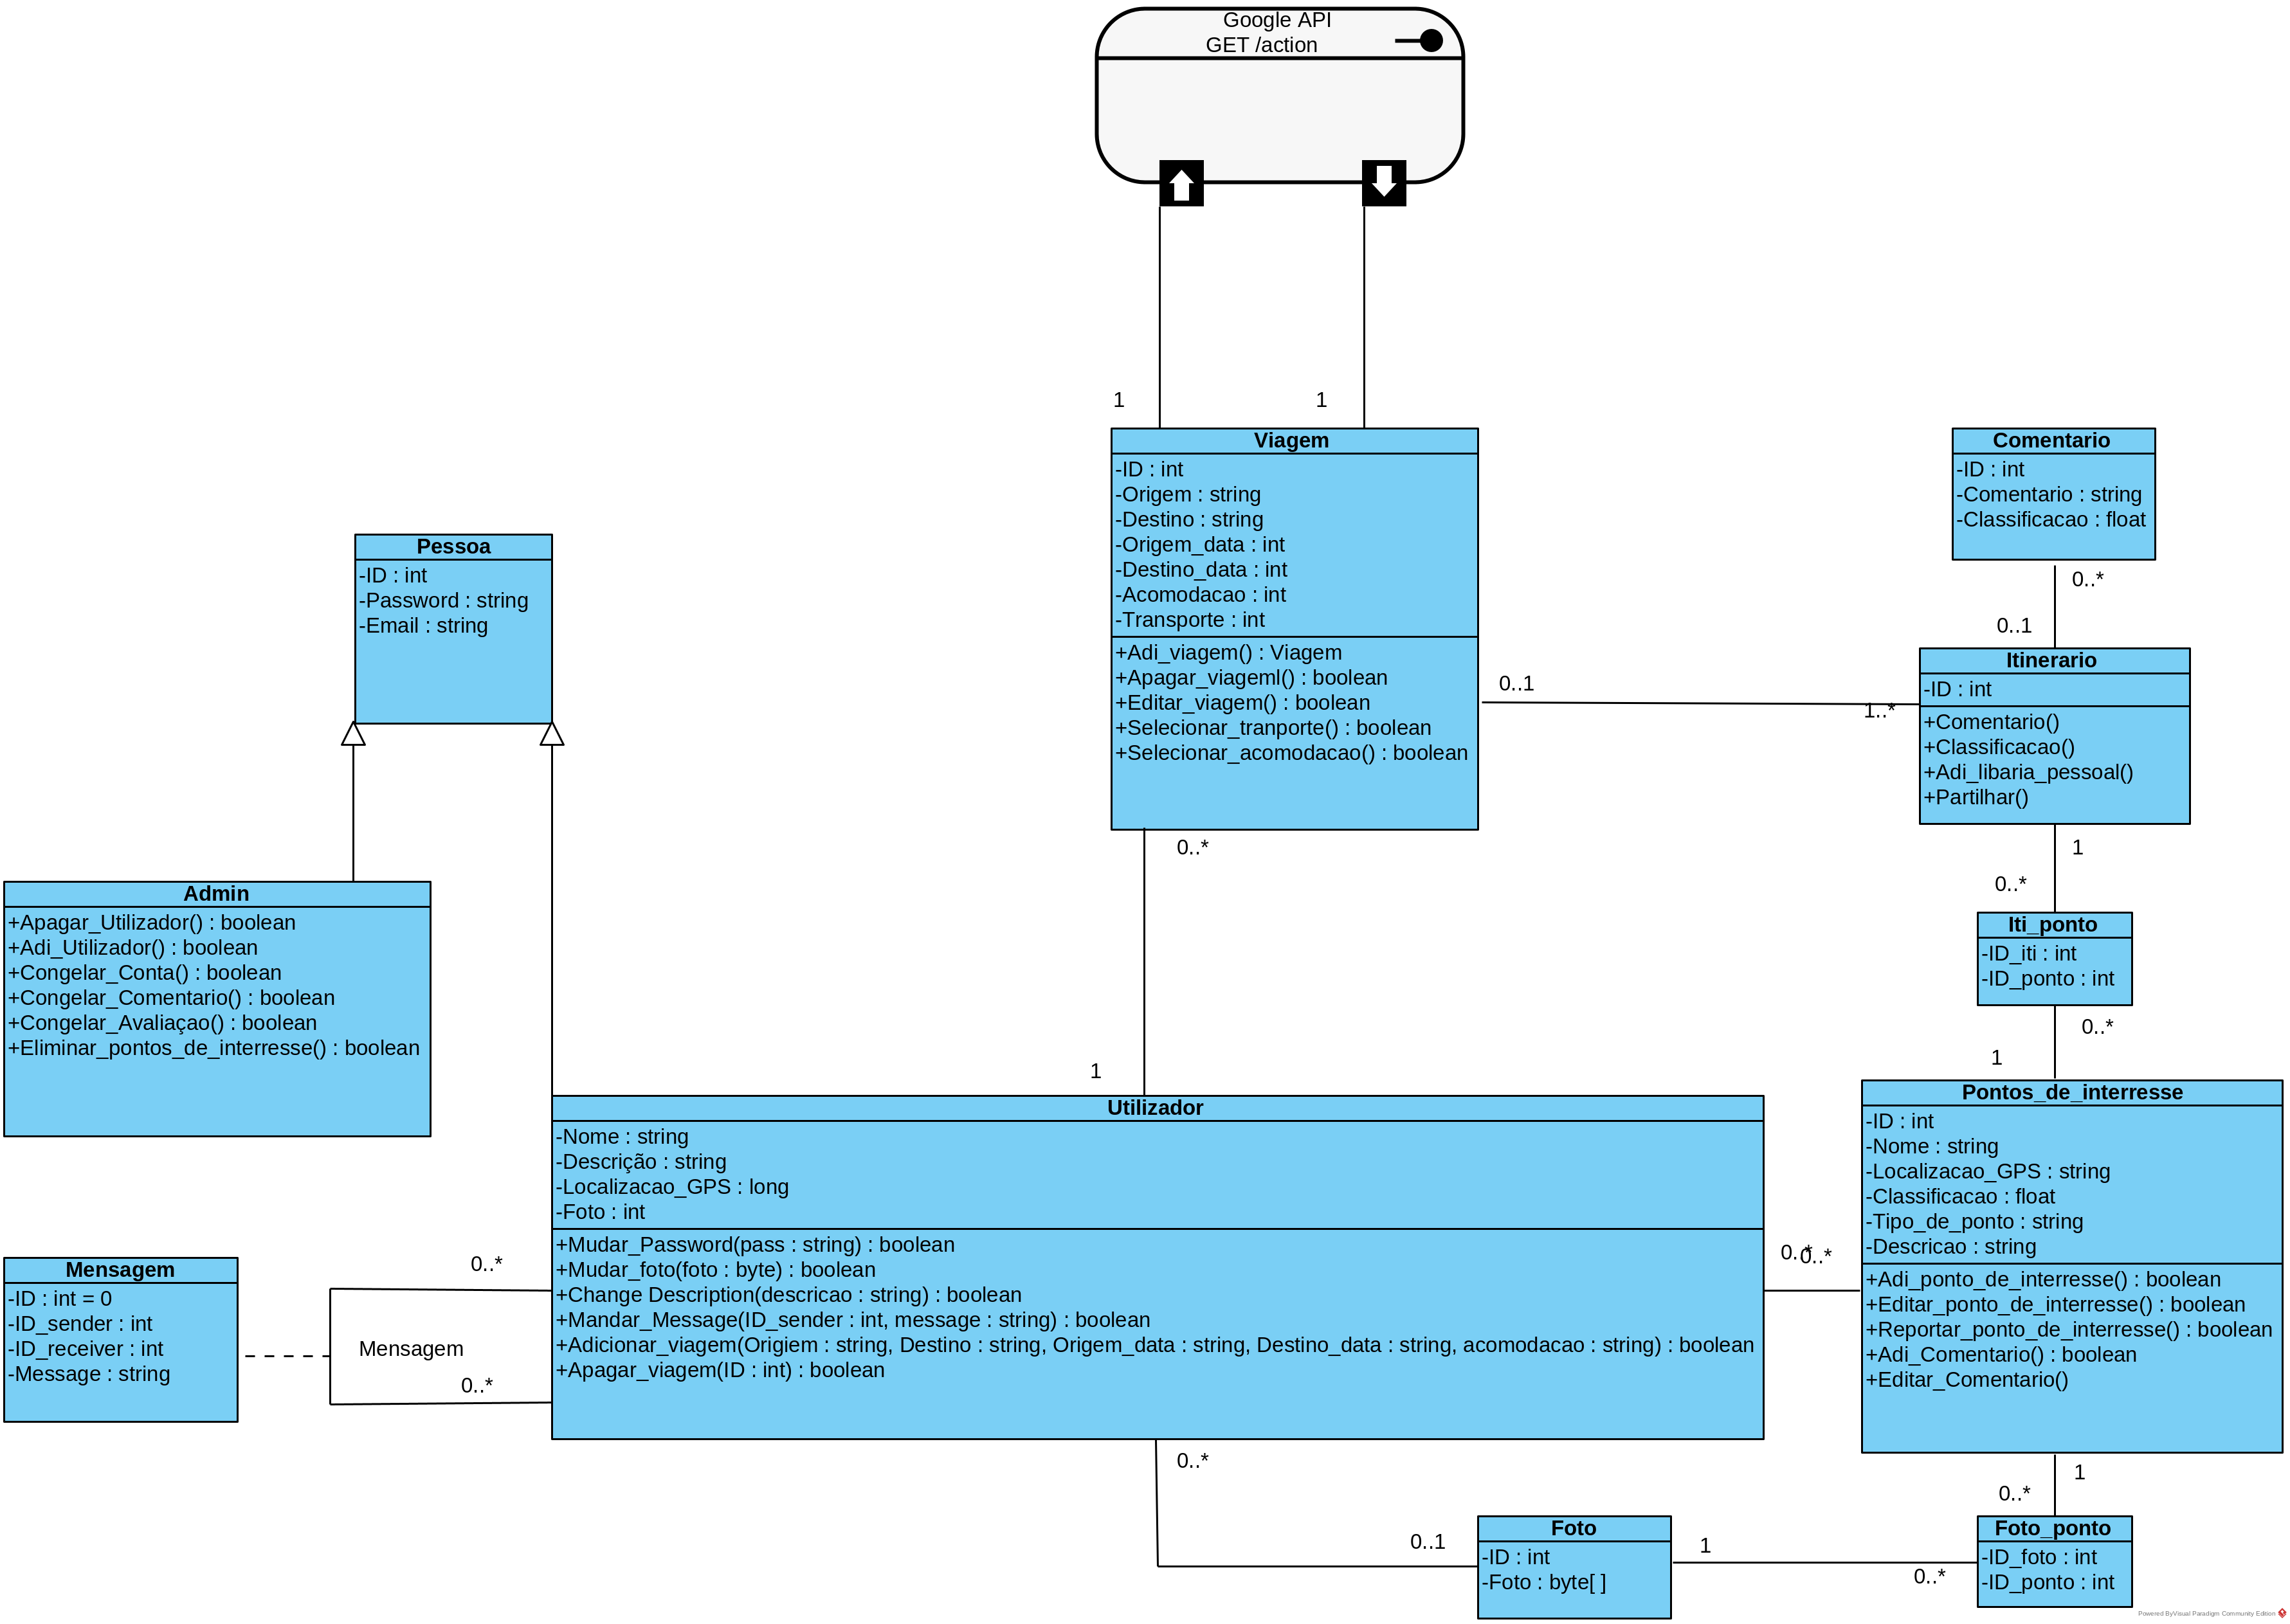 Google API
GET /action
1
1
Viagem
-ID : int
-Origem : string
-Destino : string
-Origem_data : int
-Destino_data : int
-Acomodacao : int
-Transporte : int
+Adi_viagem() : Viagem
+Apagar_viageml() : boolean
+Editar_viagem() : boolean
+Selecionar_tranporte() : boolean
+Selecionar_acomodacao() : boolean
Comentario
-ID : int
-Comentario : string
-Classificacao : float
0..*
0..1
Pessoa
-ID : int
-Password : string
-Email : string
0..1
1..*
Itinerario
-ID : int
+Comentario()
+Classificacao()
+Adi_libaria_pessoal()
+Partilhar()
0..*
1
1
0..*
Iti_ponto
-ID_iti : int
-ID_ponto : int
0..*
1
Admin
+Apagar_Utilizador() : boolean
+Adi_Utilizador() : boolean
+Congelar_Conta() : boolean
+Congelar_Comentario() : boolean
+Congelar_Avaliaçao() : boolean
+Eliminar_pontos_de_interresse() : boolean
Utilizador
-Nome : string
-Descrição : string
-Localizacao_GPS : long
-Foto : int
+Mudar_Password(pass : string) : boolean
+Mudar_foto(foto : byte) : boolean
+Change Description(descricao : string) : boolean
+Mandar_Message(ID_sender : int, message : string) : boolean
+Adicionar_viagem(Origiem : string, Destino : string, Origem_data : string, Destino_data : string, acomodacao : string) : boolean
+Apagar_viagem(ID : int) : boolean
0..*
0..*
Pontos_de_interresse
-ID : int
-Nome : string
-Localizacao_GPS : string
-Classificacao : float
-Tipo_de_ponto : string
-Descricao : string
+Adi_ponto_de_interresse() : boolean
+Editar_ponto_de_interresse() : boolean
+Reportar_ponto_de_interresse() : boolean
+Adi_Comentario() : boolean
+Editar_Comentario()
Mensagem
-ID : int = 0
-ID_sender : int
-ID_receiver : int
-Message : string
0..*
Mensagem
0..*
0..*
0..1
Foto
-ID : int
-Foto : byte[ ]
1
0..*
1
0..*
Foto_ponto
-ID_foto : int
-ID_ponto : int
Powered ByVisual Paradigm Community Edition